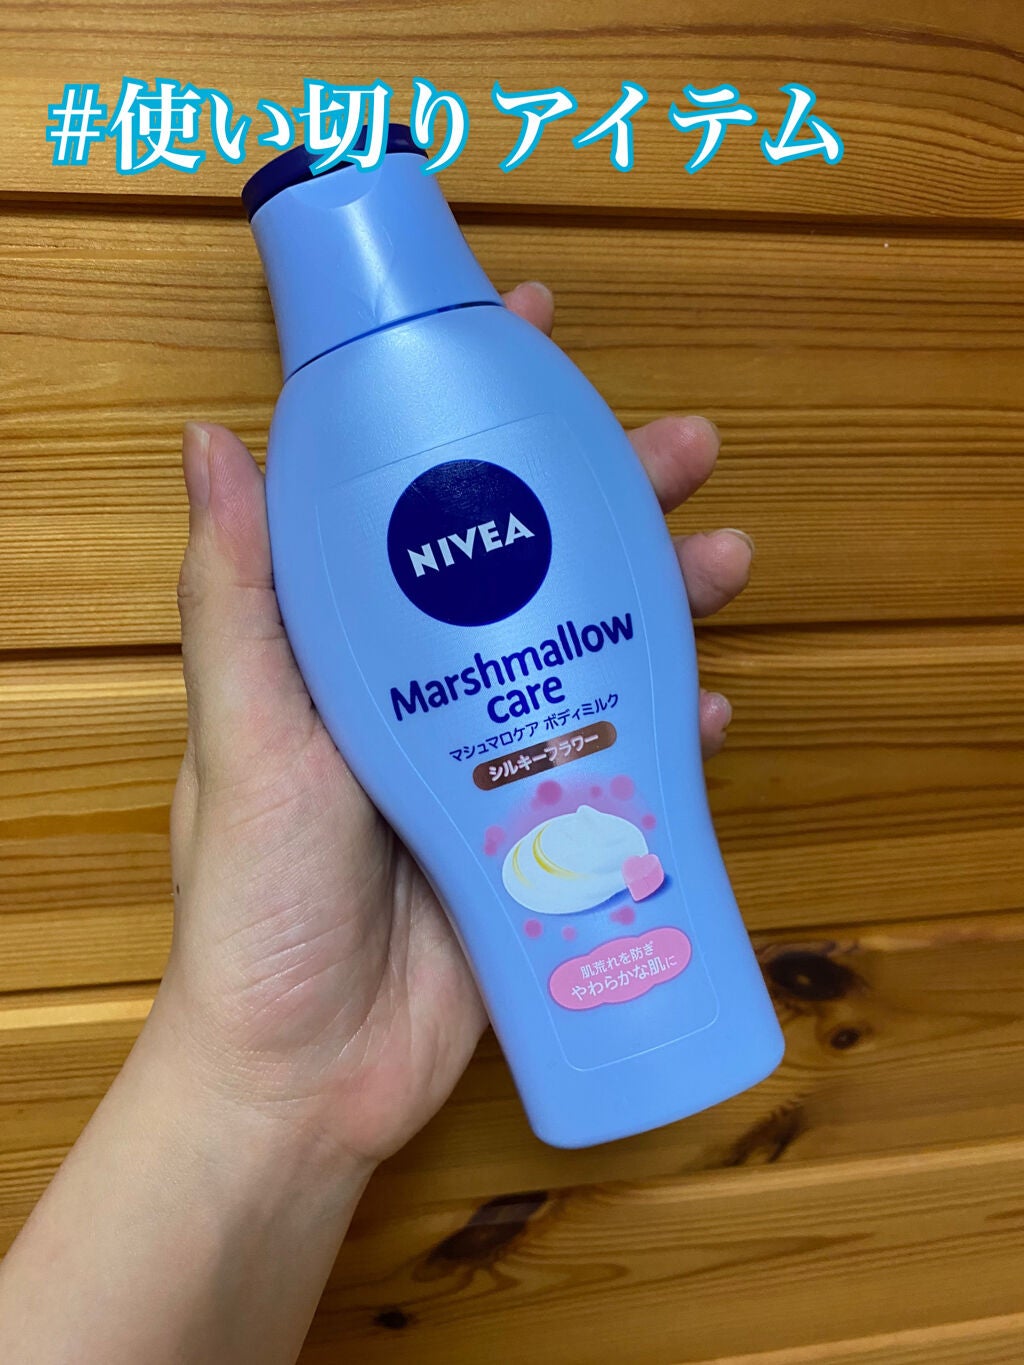 #使い切りアイテム
NIVEA
Marshmallow
care
マシュマロケア ボディミルク
シルキーフラワー
肌荒れを防ぎ
やわらかな肌に